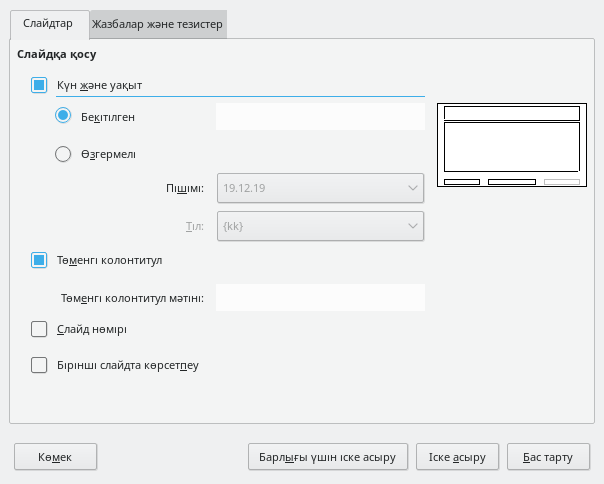 Слайдтар
Жазбалар және тезистер
Слайдқа қосу
Күн және уақыт
Бекітілген
Өзгермелі
Пішімі:
19.12.19
Тіл:
{kk}
Төменгі колонтитул
Төменгі колонтитул мәтіні:
Слайд нөмірі
Бірінші слайдта көрсетпеу
Көмек
Барлығы үшін іске асыру
Іске асыру
Бас тарту